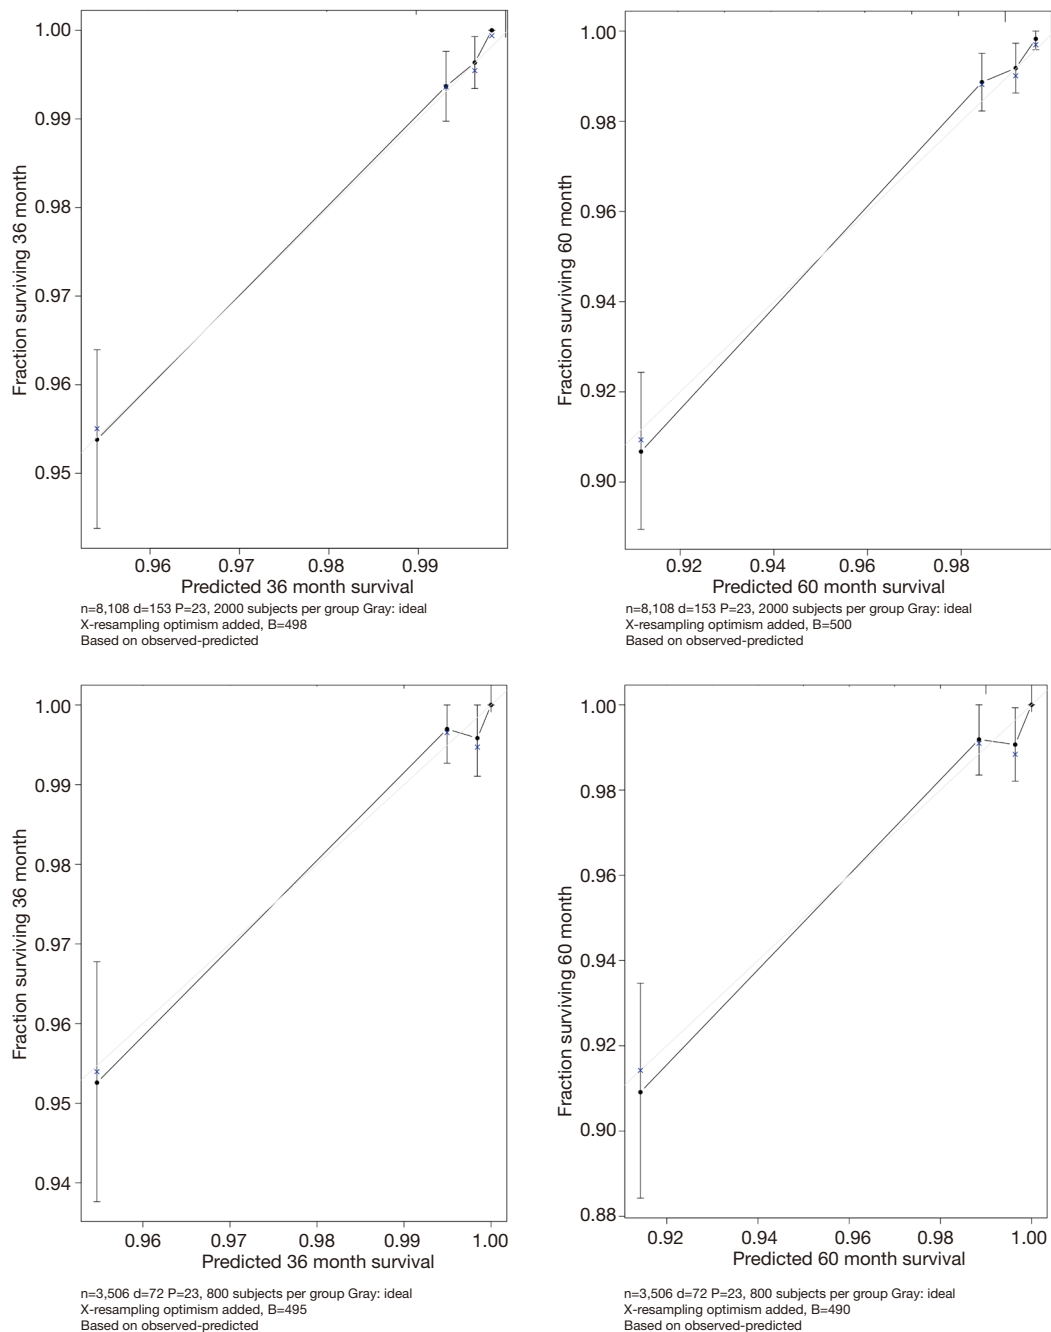 1.00
0.99
0.98
0.97
0.96
0.95
Fraction surviving 36 month
0.96 0.97 0.98 0.99
Predicted 36 month survival
n=8,108 d=153 P=23, 2000 subjects per group Gray: ideal
X-resampling optimism added, B=498
Based on observed-predicted
1.00
0.98
0.96
0.94
0.92
0.90
Fraction surviving 60 month
0.92 0.94 0.96 0.98
Predicted 60 month survival
n=8,108 d=153 P=23, 2000 subjects per group Gray: ideal
X-resampling optimism added, B=500
Based on observed-predicted
1.00
0.99
0.98
0.97
0.96
0.95
0.94
Fraction surviving 36 month
0.96 0.97 0.98 0.99 1.00
Predicted 36 month survival
n=3,506 d=72 P=23, 800 subjects per group Gray: ideal
X-resampling optimism added, B=495
Based on observed-predicted
1.00
0.98
0.96
0.94
0.92
0.90
0.88
Fraction surviving 60 month
0.92 0.94 0.96 0.98 1.00
Predicted 60 month survival
n=3,506 d=72 P=23, 800 subjects per group Gray: ideal
X-resampling optimism added, B=490
Based on observed-predicted